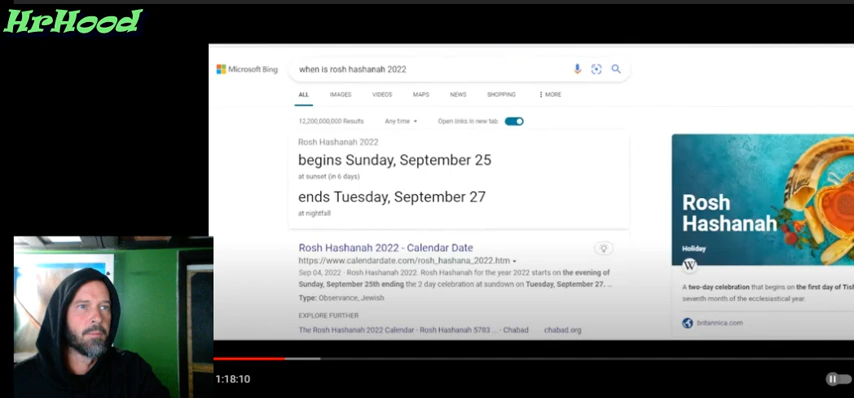 HrHood
Microsoft Bing
when is rosh hashanah 2022
ALL IMAGES VIDEOS MAPS NEWS SHOPPING MORE
12,200,000,000 Results Any time Open links in new tab
Rosh Hashanah 2022
begins Sunday, September 25
at sunset (in 6 days)
ends Tuesday, September 27
at nightfall
Rosh Hashanah 2022 - Calendar Date
https://www.calendardate.com/rosh_hashana_2022.htm
Sep 04, 2022 · Rosh Hashanah 2022. Rosh Hashanah for the year 2022 starts on the evening of
Sunday, September 25th ending the 2 day celebration at sundown on Tuesday, September 27. ..
Type: Observance, Jewish
EXPLORE FURTHER
The Rosh Hashanah 2022 Calendar - Rosh Hashanah 5783 ... - Chabad chabad.org
Rosh
Hashanah
Holiday
W
A two-day celebration that begins on the first day of Tish
seventh month of the ecclesiastical year.
britannica.com
1:18:10